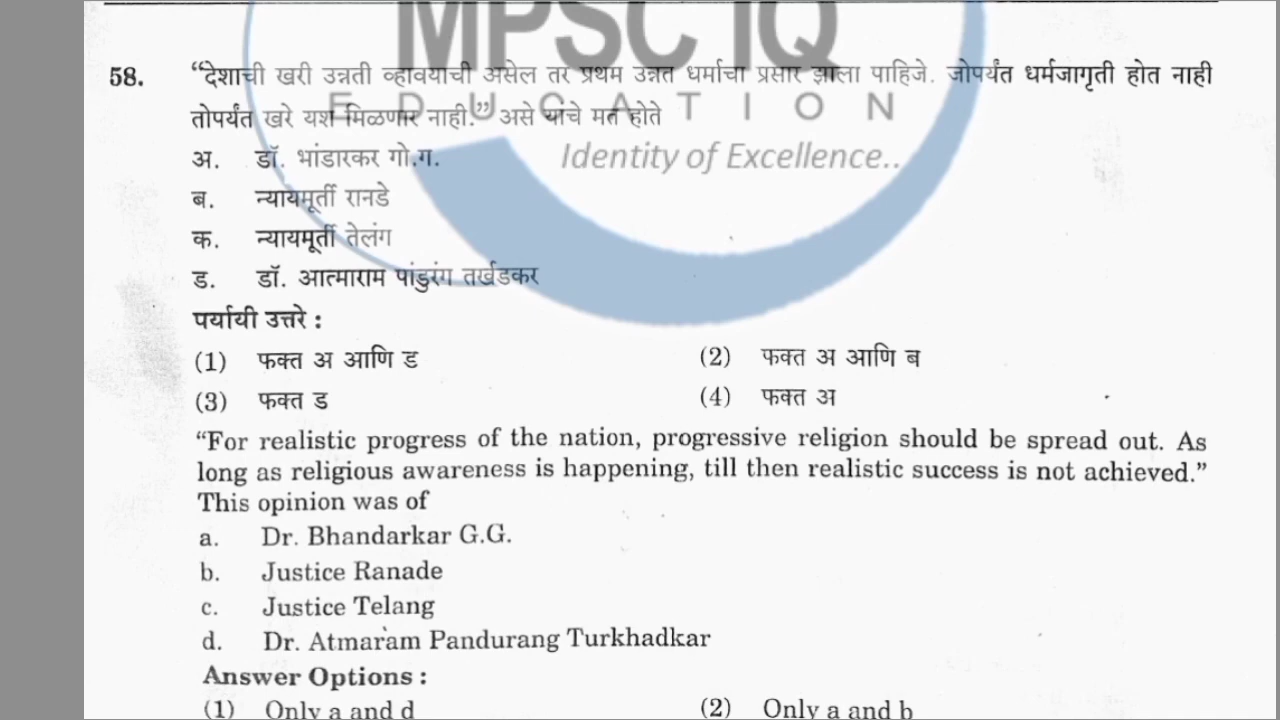 MPSC IQ
58. “देशाची खरी उन्नती व्हावयाची असेल तर प्रथम उन्नत धर्माचा प्रसार झाला पाहिजे. जोपर्यंत धर्मजागृती होत नाही
EDUCATION
तोपर्यंत खरे यश मिळणार नाही.” असे यांचे मत होते
Identity of Excellence..
अ. डॉ. भांडारकर गो.ग.
ब. न्यायमूर्ती रानडे
क. न्यायमूर्ती तेलंग
ड. डॉ. आत्माराम पांडुरंग तर्खडकर
पर्यायी उत्तरे :
(1) फक्त अ आणि ड (2) फक्त अ आणि ब
(3) फक्त ड (4) फक्त अ
“For realistic progress of the nation, progressive religion should be spread out. As
long as religious awareness is happening, till then realistic success is not achieved.”
This opinion was of
a. Dr. Bhandarkar G.G.
b. Justice Ranade
c. Justice Telang
d. Dr. Atmaram Pandurang Turkhadkar
Answer Options :
(1) Only a and d (2) Only a and b